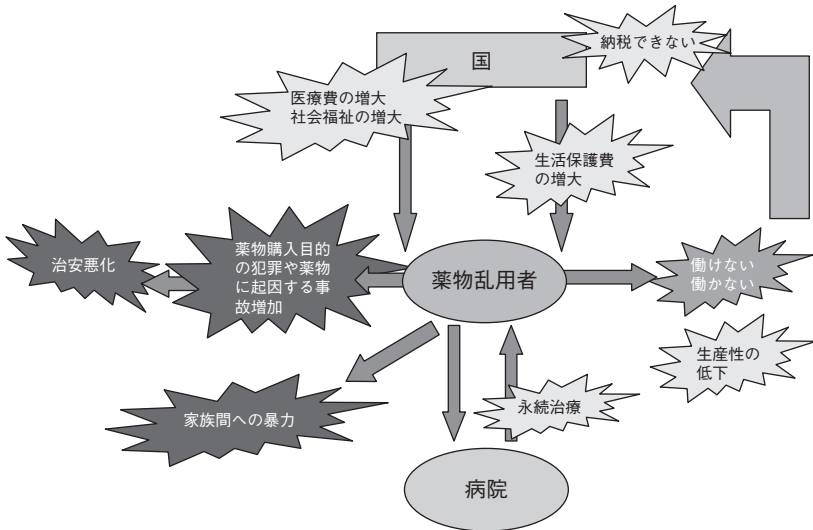 国
納税できない
医療費の増大
社会福祉の増大
生活保護費
の増大
治安悪化
薬物購入目的
の犯罪や薬物
に起因する事
故増加
薬物乱用者
働けない
働かない
生産性の
低下
家族間への暴力
永続治療
病院